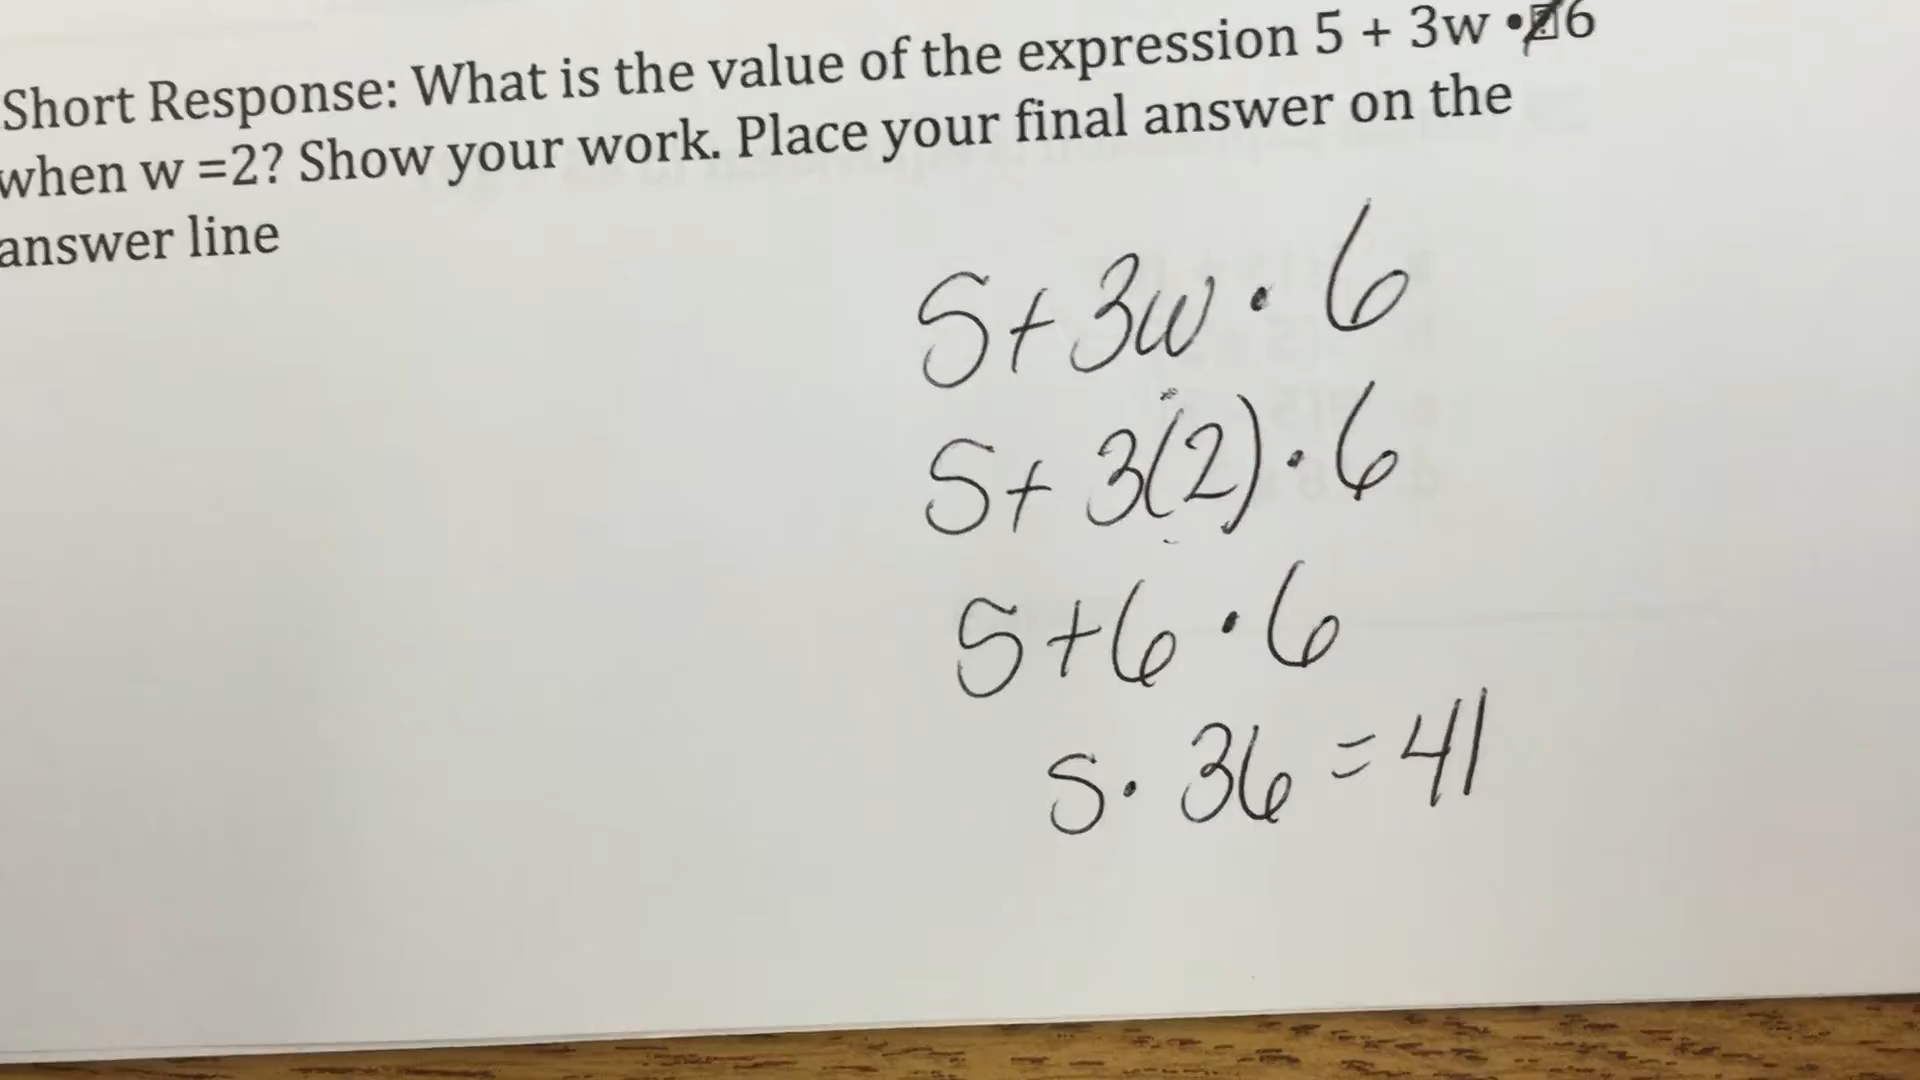 Short Response: What is the value of the expression 5 + 3w • 6
when w =2? Show your work. Place your final answer on the
answer line
5 + 3w · 6
5 + 3(2) · 6
5 + 6 · 6
5 · 36 = 41